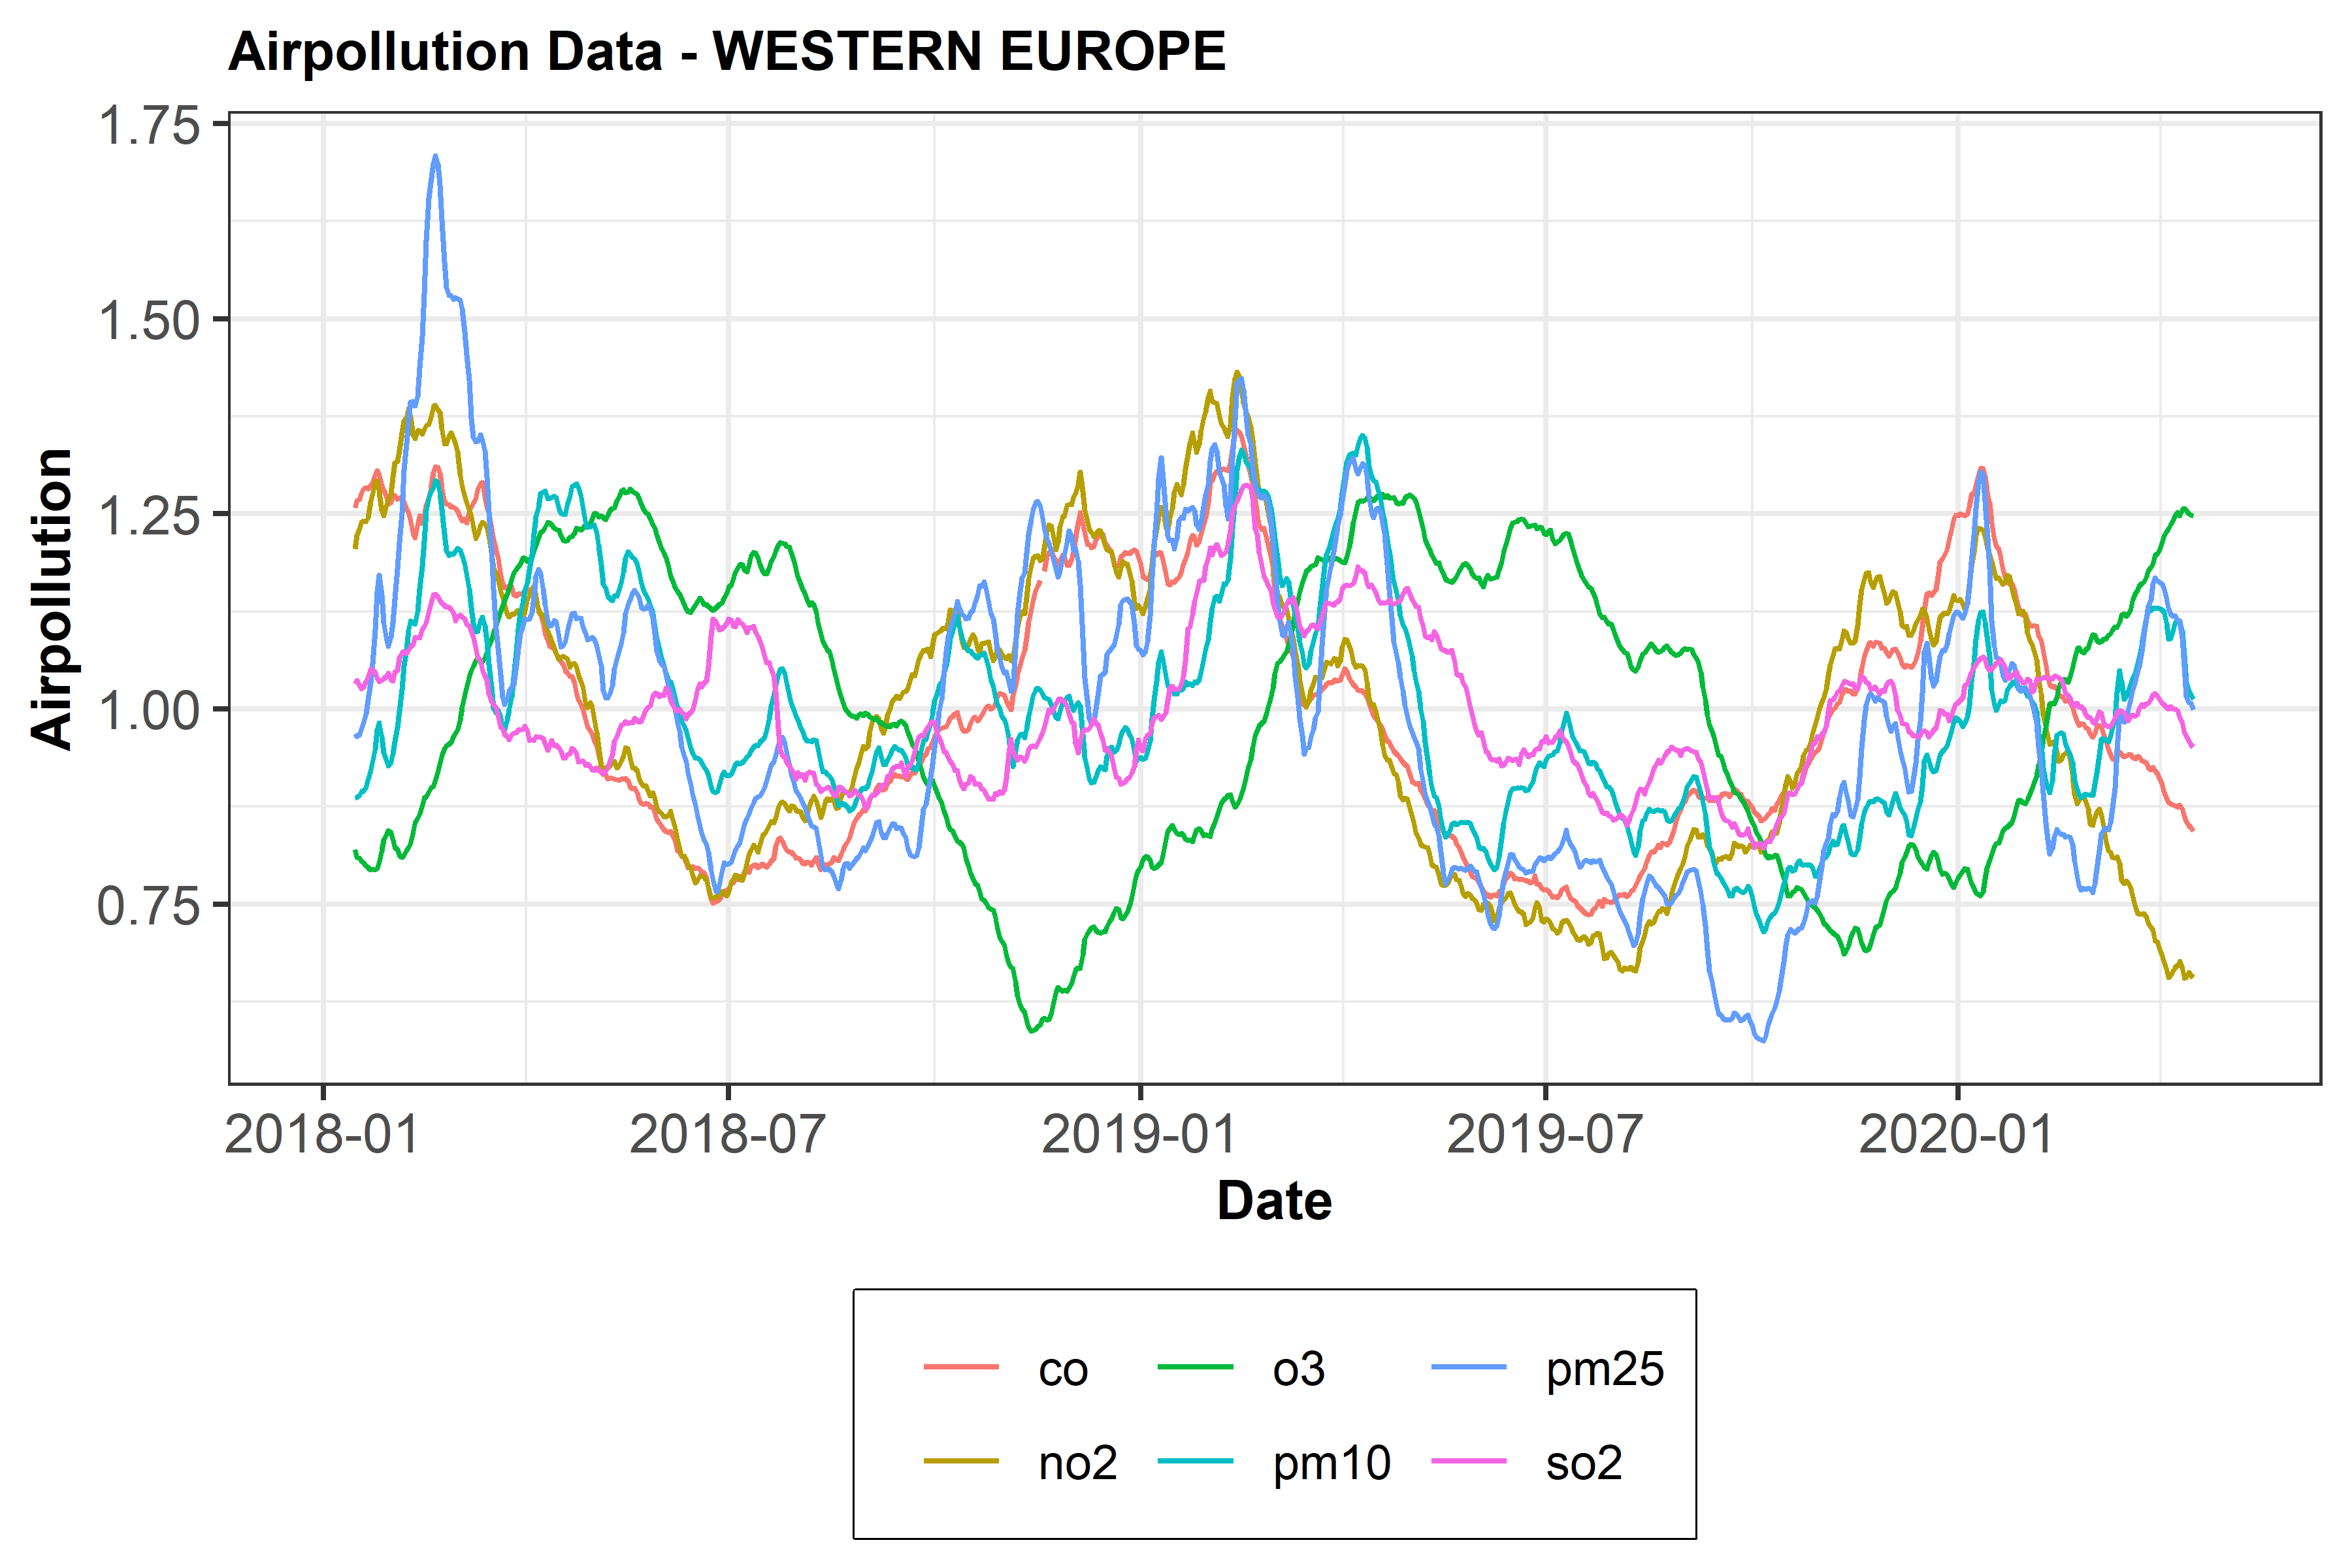 Airpollution Data - WESTERN EUROPE
Airpollution
1.75
1.50
1.25
1.00
0.75
2018-01 2018-07 2019-01 2019-07 2020-01
Date
co o3 pm25
no2 pm10 so2